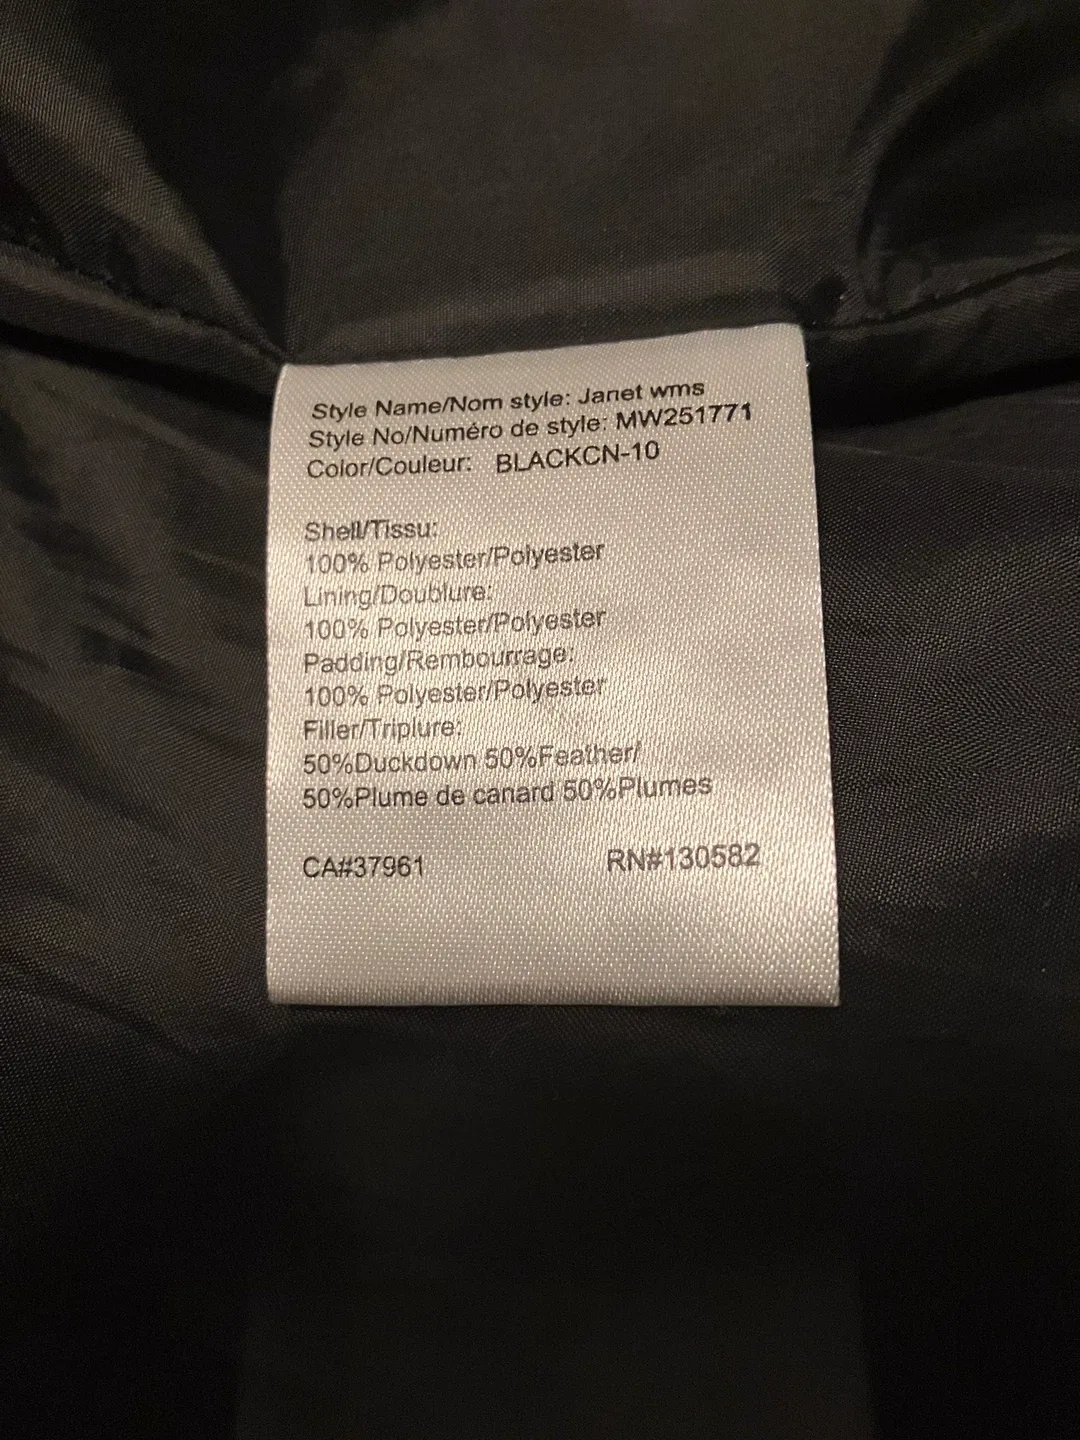 Style Name/Nom style: Janet wms
Style No/Numéro de style: MW251771
Color/Couleur: BLACKCN-10
Shell/Tissu:
100% Polyester/Polyester
Lining/Doublure:
100% Polyester/Polyester
Padding/Rembourrage:
100% Polyester/Polyester
Filler/Triplure:
50%Duckdown 50%Feather/
50%Plume de canard 50%Plumes
CA#37961 RN#130582